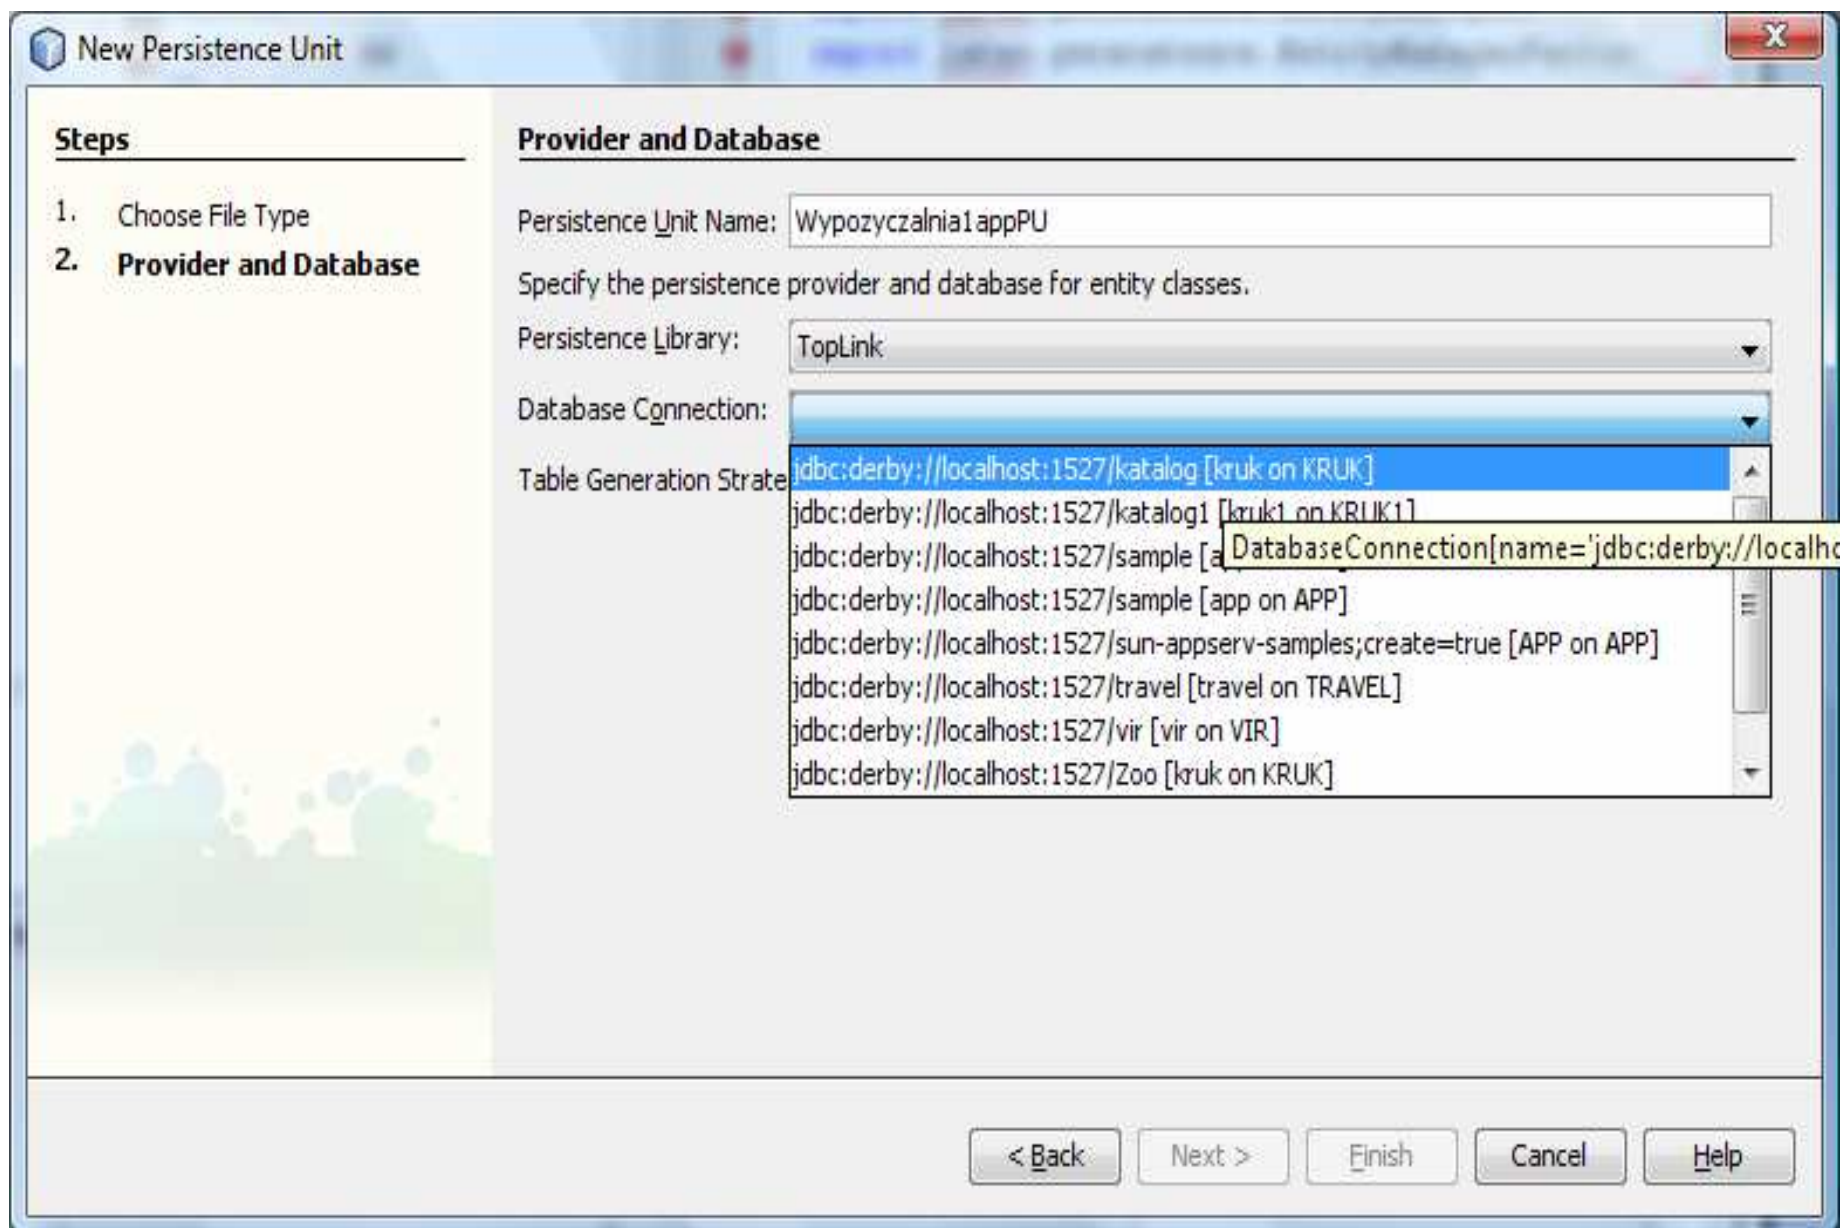 New Persistence Unit
X
Steps
1. Choose File Type
2. Provider and Database
Provider and Database
Persistence Unit Name: Wypozyczalnia1appPU
Specify the persistence provider and database for entity classes.
Persistence Library: TopLink
Database Connection:
Table Generation Strate
jdbc:derby://localhost:1527/katalog [kruk on KRUK]
jdbc:derby://localhost:1527/katalog1 [kruk1 on KRUK1]
DatabaseConnection[name='jdbc:derby://localho
jdbc:derby://localhost:1527/sample [a
jdbc:derby://localhost:1527/sample [app on APP]
jdbc:derby://localhost:1527/sun-appserv-samples;create=true [APP on APP]
jdbc:derby://localhost:1527/travel [travel on TRAVEL]
jdbc:derby://localhost:1527/vir [vir on VIR]
jdbc:derby://localhost:1527/Zoo [kruk on KRUK]
< Back Next > Finish Cancel Help